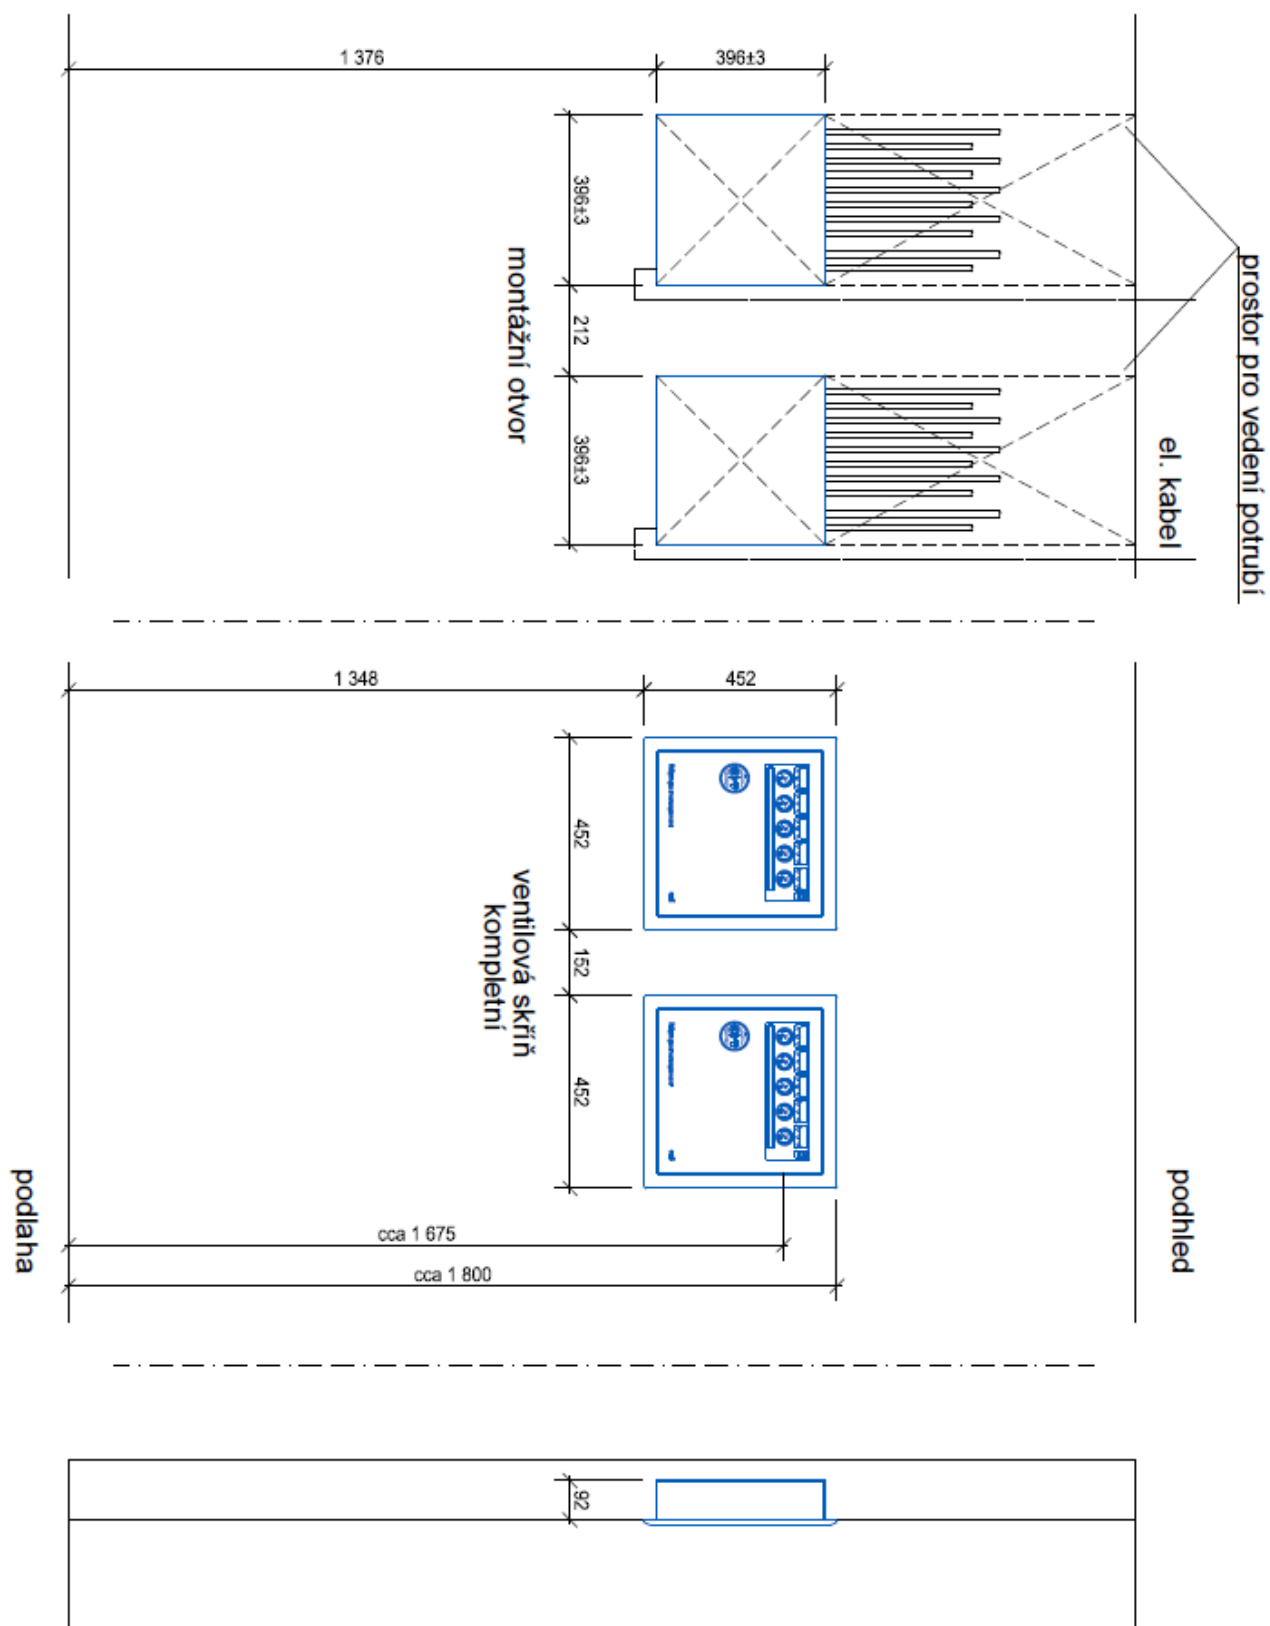 1 376
396±3
396±3
212
396±3
montážní otvor
prostor pro vedení potrubí
el. kabel
1 348
452
452
152
452
ventilová skříň
kompletní
cca 1 675
cca 1 800
podlaha
podhled
92